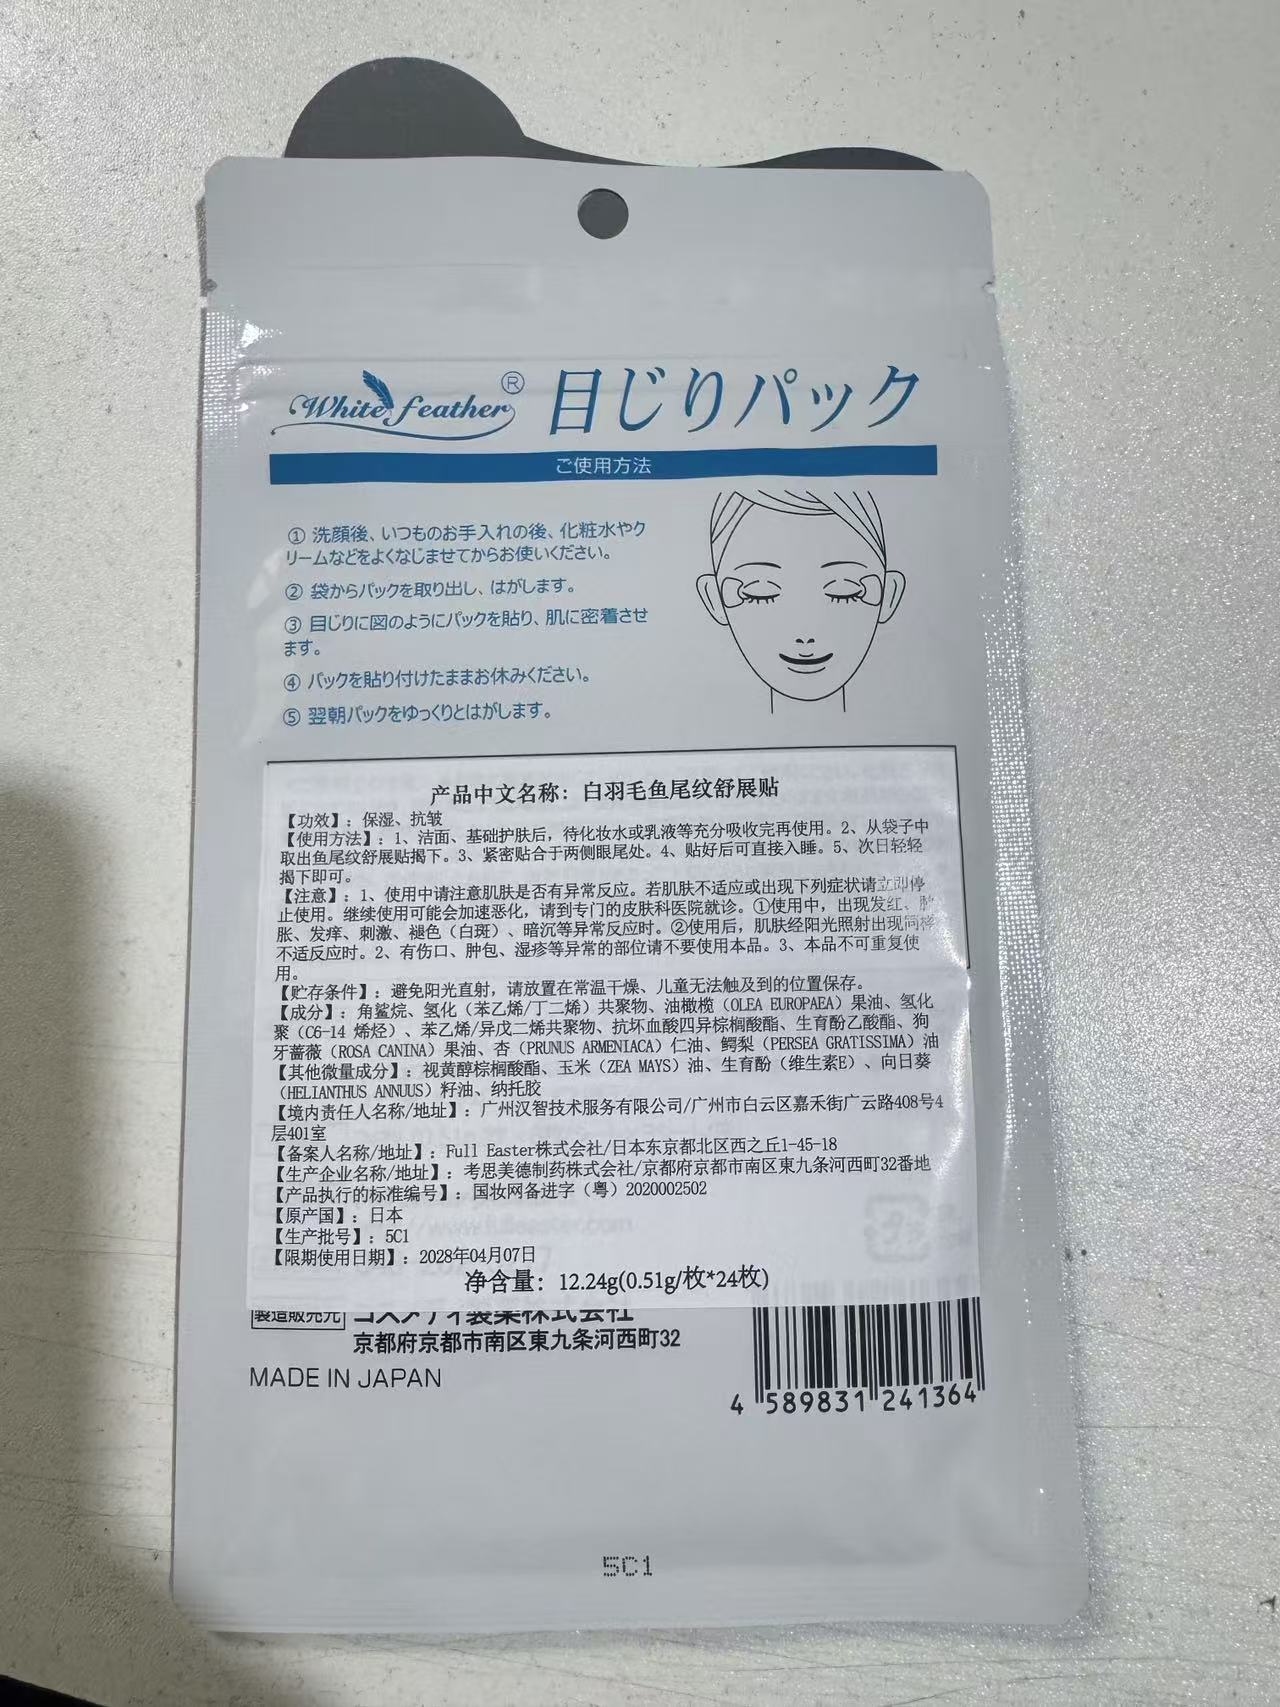 White feather® 目じりパック
ご使用方法
① 洗顔後、いつものお手入れの後、化粧水やク
リームなどをよくなじませてからお使いください。
② 袋からパックを取り出し、はがします。
③ 目じりに図のようにパックを貼り、肌に密着させ
ます。
④ パックを貼り付けたままお休みください。
⑤ 翌朝パックをゆっくりとはがします。
产品中文名称：白羽毛鱼尾纹舒展贴
【功效】：保湿、抗皱
【使用方法】：1、洁面、基础护肤后，待化妆水或乳液等充分吸收完再使用。2、从袋子中
取出鱼尾纹舒展贴揭下。3、紧密贴合于两侧眼尾处。4、贴好后可直接入睡。5、次日轻轻
揭下即可。
【注意】：1、使用中请注意肌肤是否有异常反应。若肌肤不适应或出现下列症状请立即停
止使用。继续使用可能会加速恶化，请到专门的皮肤科医院就诊。①使用中，出现发红、肿
胀、发痒、刺激、褪色（白斑）、暗沉等异常反应时。②使用后，肌肤经阳光照射出现同样
不适反应时。2、有伤口、肿包、湿疹等异常的部位请不要使用本品。3、本品不可重复使
用。
【贮存条件】：避免阳光直射，请放置在常温干燥、儿童无法触及到的位置保存。
【成分】：角鲨烷、氢化（苯乙烯/丁二烯）共聚物、油橄榄（OLEA EUROPAEA）果油、氢化
聚（C6-14 烯烃）、苯乙烯/异戊二烯共聚物、抗坏血酸四异棕榈酸酯、生育酚乙酸酯、狗
牙蔷薇（ROSA CANINA）果油、杏（PRUNUS ARMENIACA）仁油、鳄梨（PERSEA GRATISSIMA）油
【其他微量成分】：视黄醇棕榈酸酯、玉米（ZEA MAYS）油、生育酚（维生素E）、向日葵
（HELIANTHUS ANNUUS）籽油、纳托胶
【境内责任人名称/地址】：广州汉智技术服务有限公司/广州市白云区嘉禾街广云路408号4
层401室
【备案人名称/地址】：Full Easter株式会社/日本东京都北区西之丘1-45-18
【生产企业名称/地址】：考思美德制药株式会社/京都府京都市南区東九条河西町32番地
【产品执行的标准编号】：国妆网备进字（粤）2020002502
【原产国】：日本
【生产批号】：5C1
【限期使用日期】：2028年04月07日
净含量：12.24g(0.51g/枚*24枚)
製造販売元 コスメディ製薬株式会社
京都府京都市南区東九条河西町32
MADE IN JAPAN
4 589831 241364
5C1